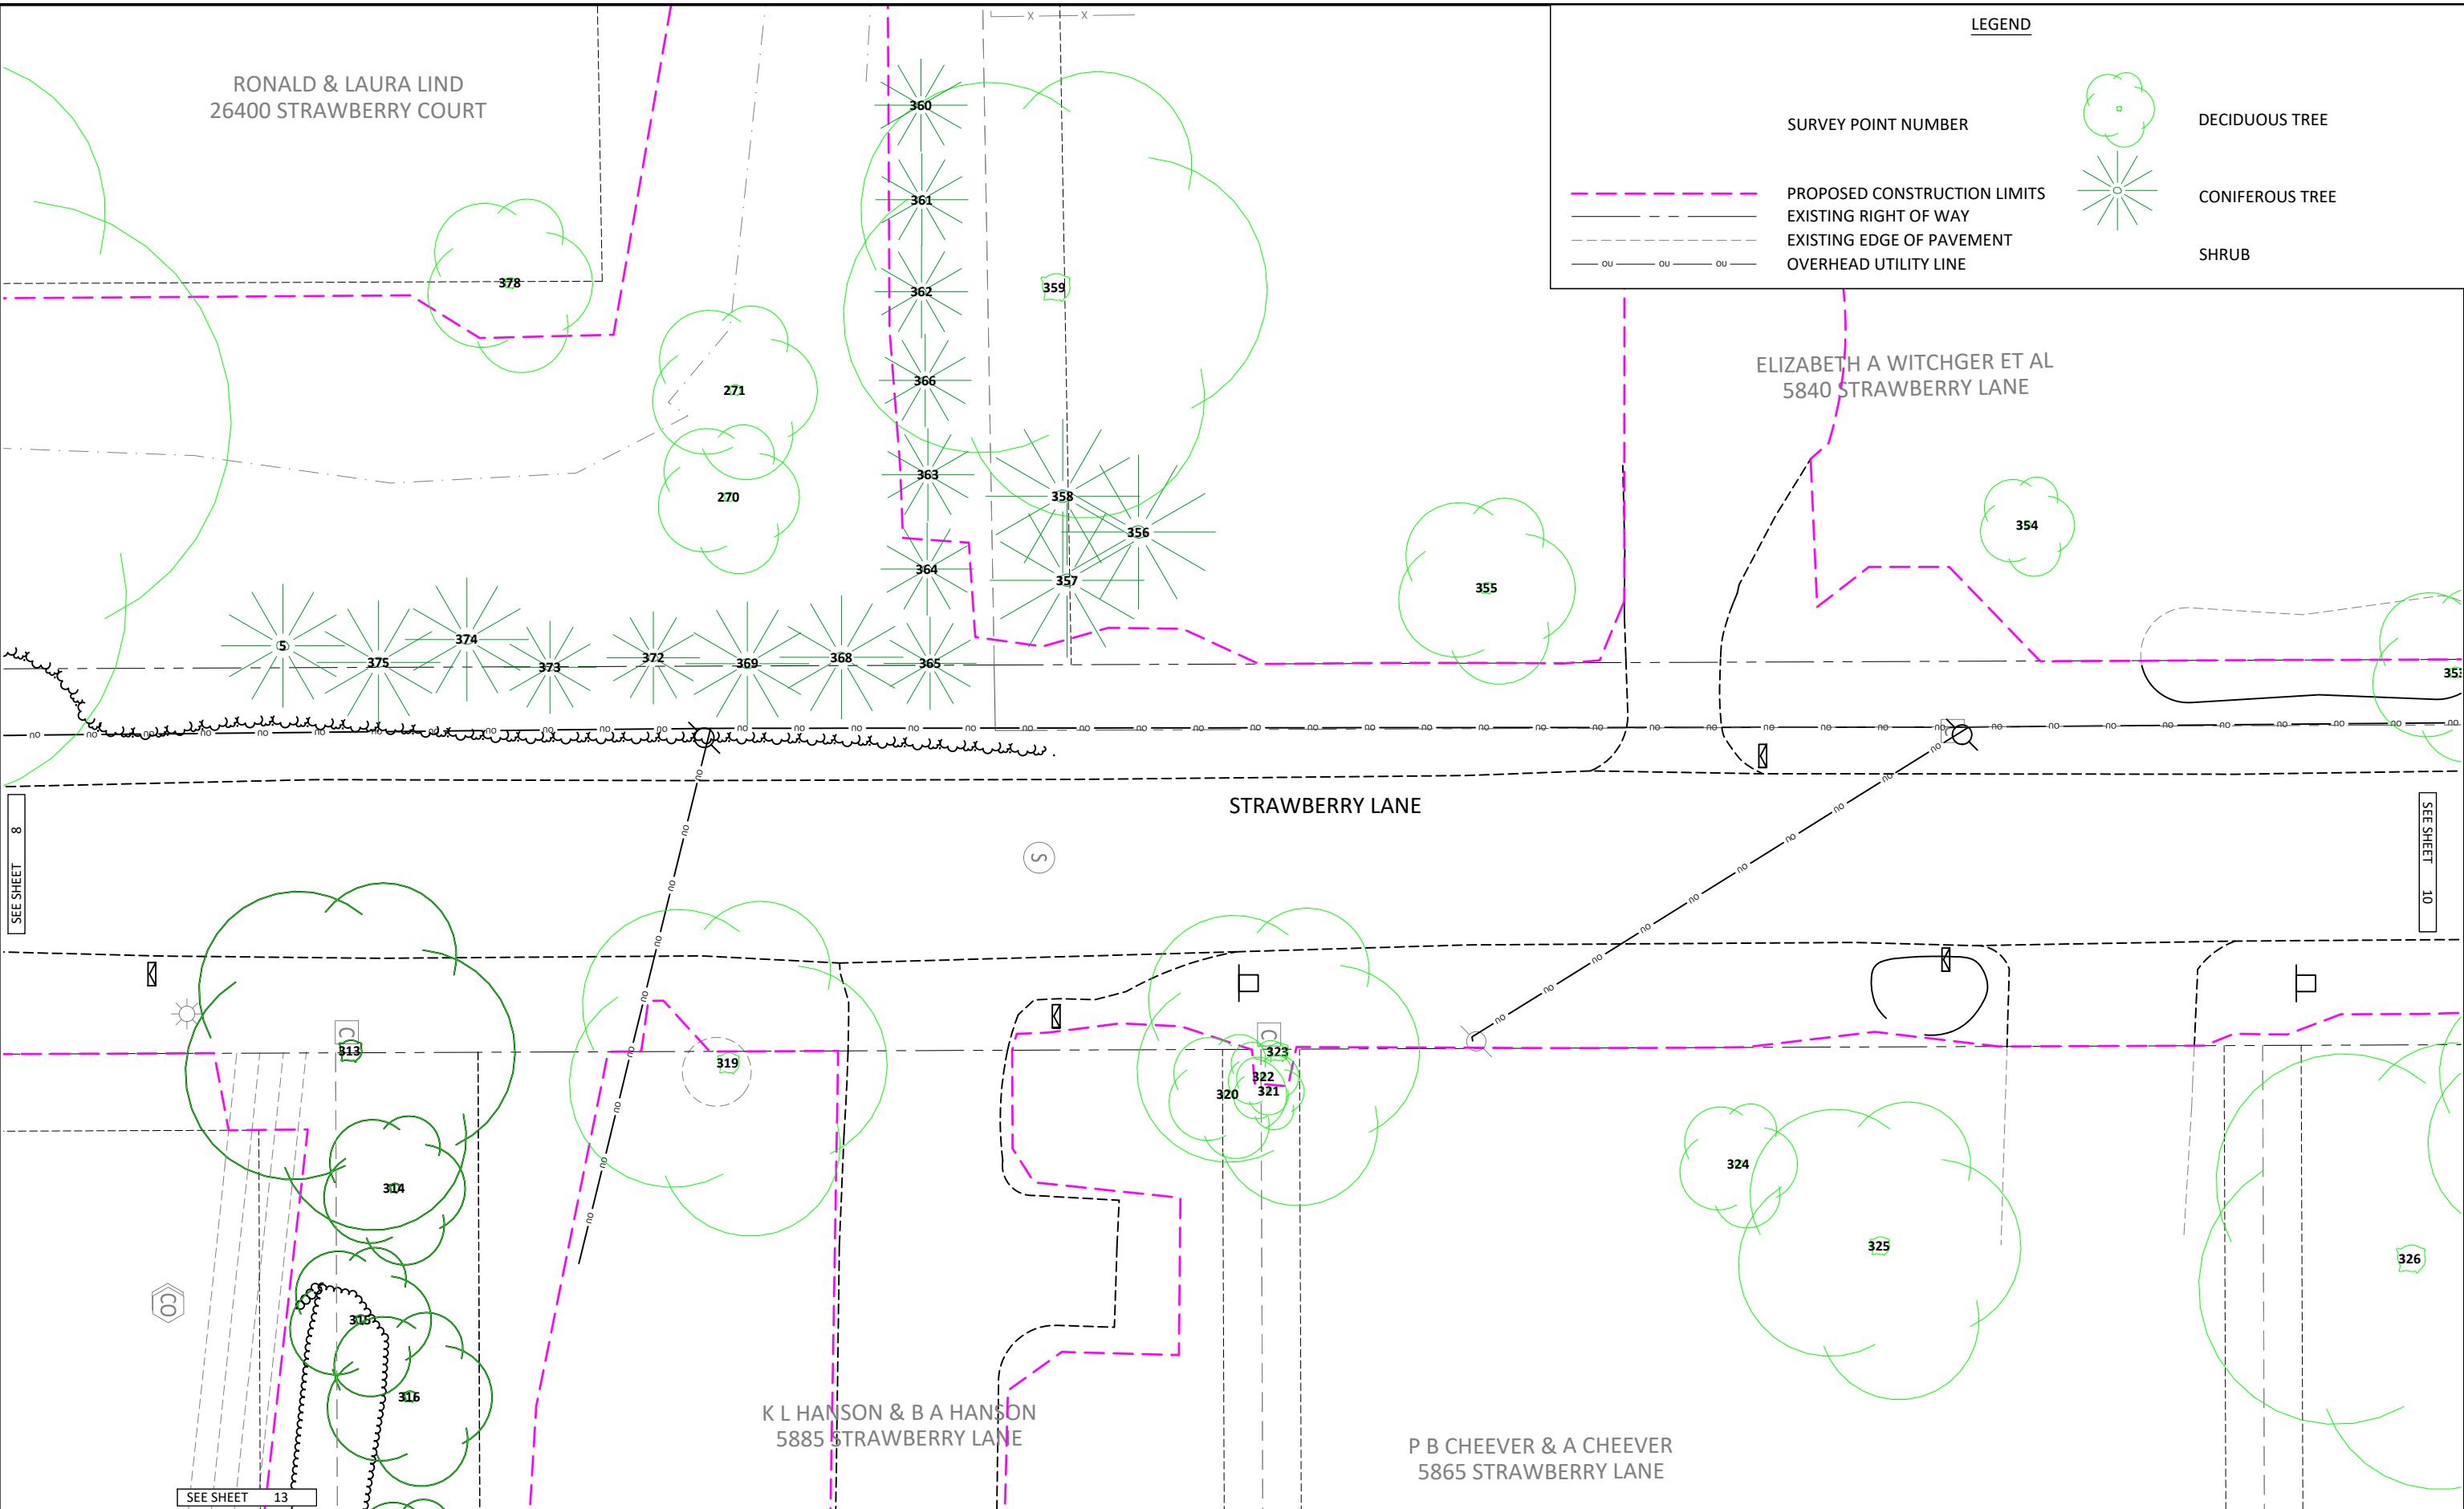 LEGEND
SURVEY POINT NUMBER
DECIDUOUS TREE
PROPOSED CONSTRUCTION LIMITS
CONIFEROUS TREE
EXISTING RIGHT OF WAY
EXISTING EDGE OF PAVEMENT
SHRUB
OVERHEAD UTILITY LINE
OU OU OU
X X
RONALD & LAURA LIND
26400 STRAWBERRY COURT
ELIZABETH A WITCHGER ET AL
5840 STRAWBERRY LANE
360
361
362
359
378
366
271
363
270
358
356
354
364
357
355
5
375
374
373
372
369
368
365
STRAWBERRY LANE
SEE SHEET 8
SEE SHEET 10
S
C
C
313
319
323
322
321
320
314
324
325
326
315
316
CO
K L HANSON & B A HANSON
5885 STRAWBERRY LANE
P B CHEEVER & A CHEEVER
5865 STRAWBERRY LANE
SEE SHEET 13